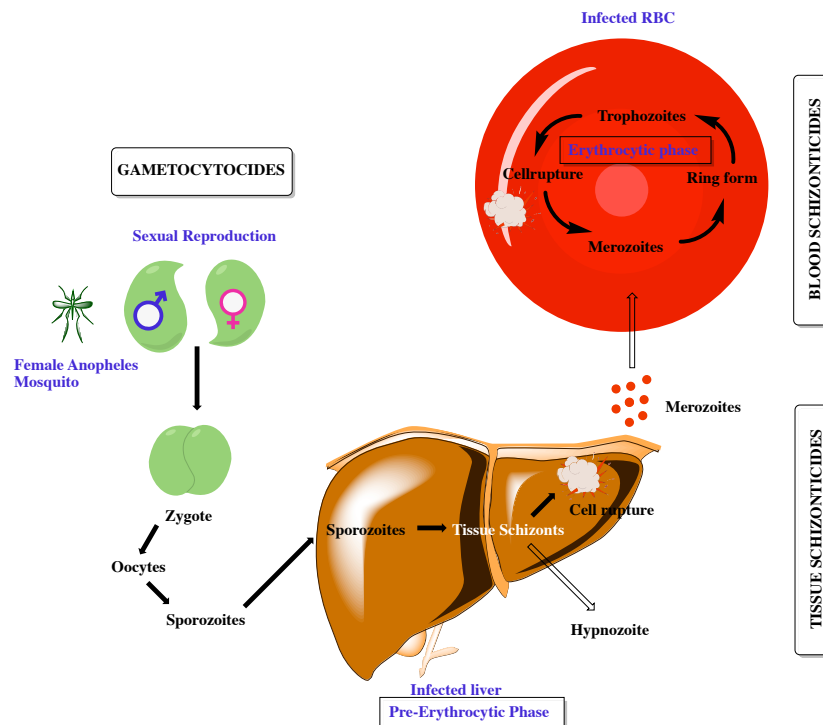 Infected RBC
Trophozoites
Erythrocytic phase
Cellrupture
Ring form
Merozoites
BLOOD SCHIZONTICIDES
GAMETOCYTOCIDES
Sexual Reproduction
Female Anopheles
Mosquito
Zygote
Oocytes
Sporozoites
Merozoites
Sporozoites
Tissue Schizonts
Cell rupture
Hypnozoite
Infected liver
Pre-Erythrocytic Phase
TISSUE SCHIZONTICIDES